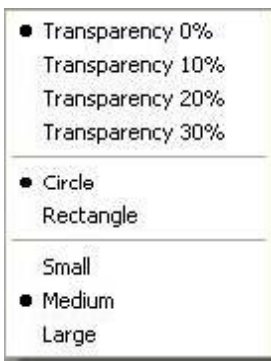 Transparency 0%
Transparency 10%
Transparency 20%
Transparency 30%
Circle
Rectangle
Small
Medium
Large